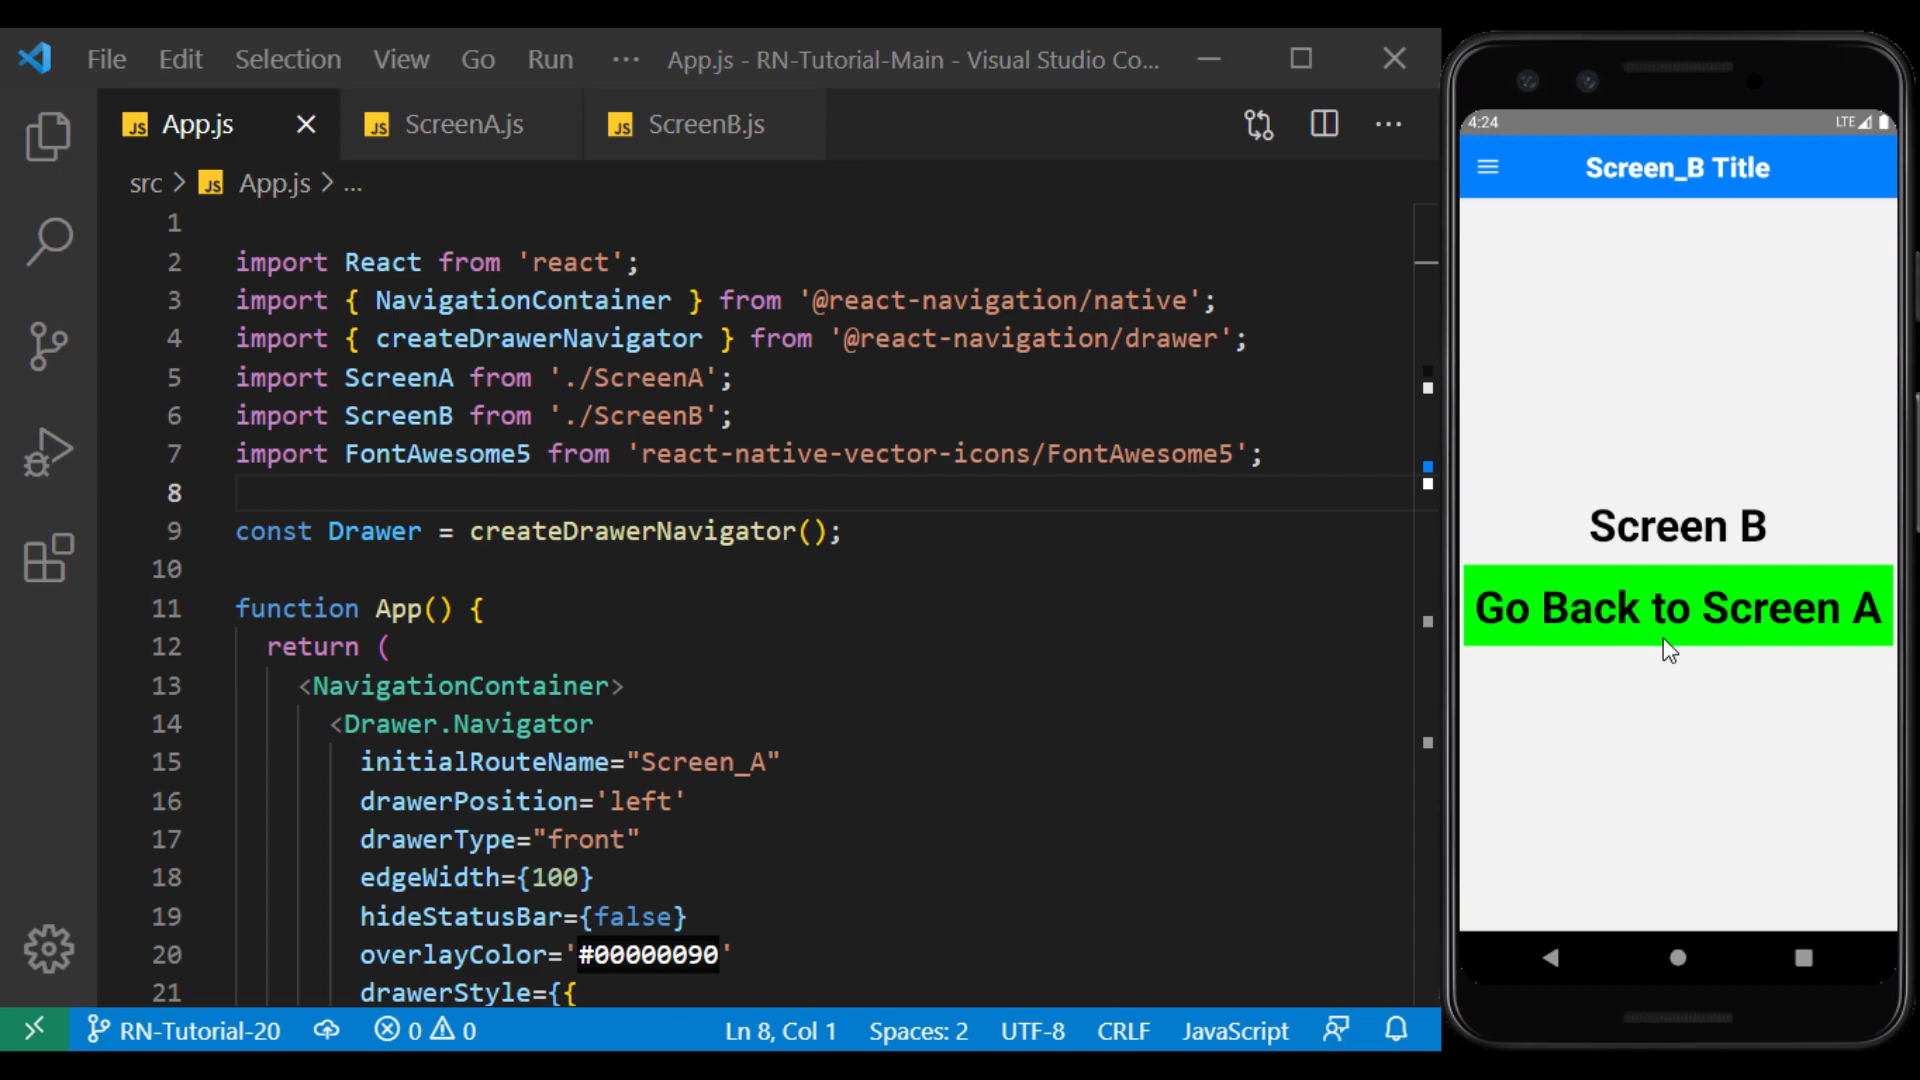 File Edit Selection View Go Run ··· App.js - RN-Tutorial-Main - Visual Studio Co...
JS App.js JS ScreenA.js JS ScreenB.js ···
src > JS App.js > ...
1
2 import React from 'react';
3 import { NavigationContainer } from '@react-navigation/native';
4 import { createDrawerNavigator } from '@react-navigation/drawer';
5 import ScreenA from './ScreenA';
6 import ScreenB from './ScreenB';
7 import FontAwesome5 from 'react-native-vector-icons/FontAwesome5';
8
9 const Drawer = createDrawerNavigator();
10
11 function App() {
12 return (
13 <NavigationContainer>
14 <Drawer.Navigator
15 initialRouteName="Screen_A"
16 drawerPosition='left'
17 drawerType="front"
18 edgeWidth={100}
19 hideStatusBar={false}
20 overlayColor='#00000090'
21 drawerStyle={{
RN-Tutorial-20 0 0 Ln 8, Col 1 Spaces: 2 UTF-8 CRLF JavaScript
4:24 LTE
Screen_B Title
Screen B
Go Back to Screen A